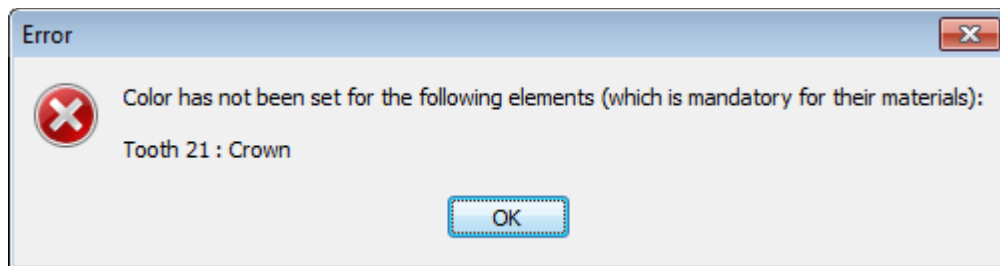 Error
Color has not been set for the following elements (which is mandatory for their materials):
Tooth 21 : Crown
OK